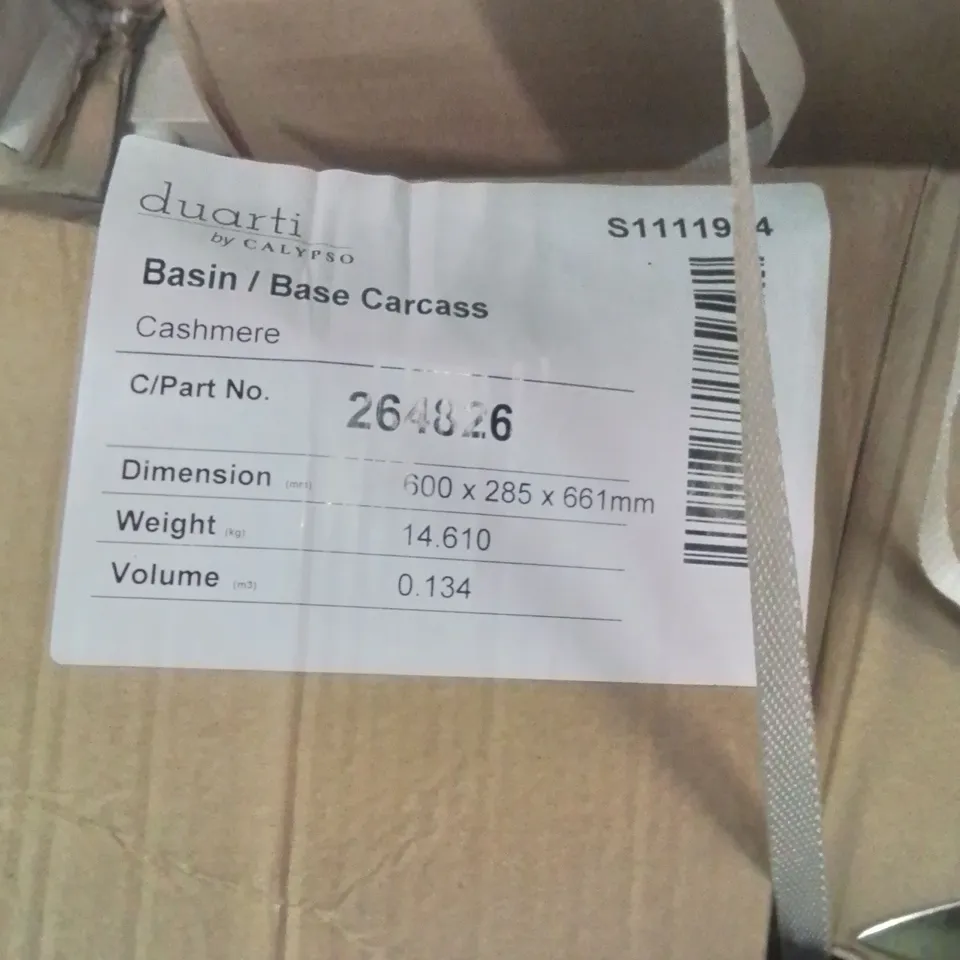 duarti
by CALYPSO
Basin / Base Carcass
Cashmere
C/Part No. 264826
Dimension (mm) 600 x 285 x 661mm
Weight (kg) 14.610
Volume (m3) 0.134